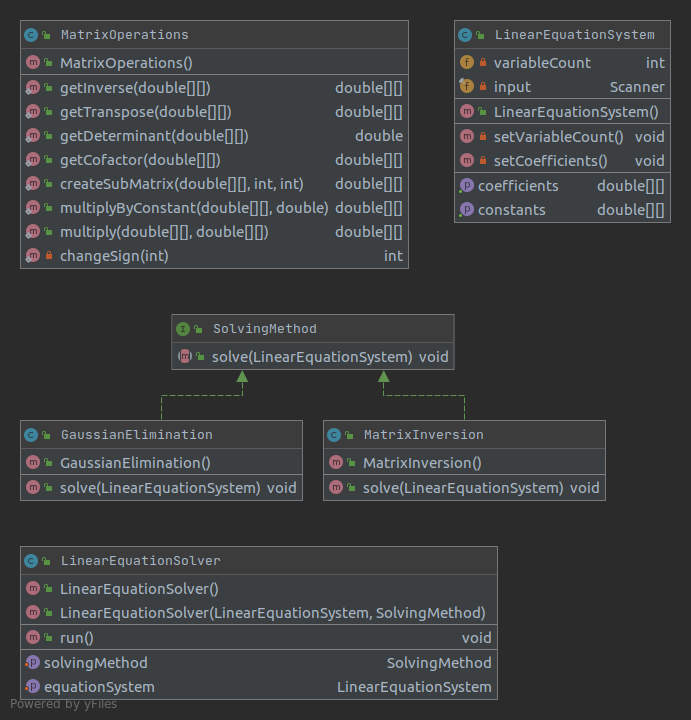 MatrixOperations
MatrixOperations()
getInverse(double[][]) double[][]
getTranspose(double[][]) double[][]
getDeterminant(double[][]) double
getCofactor(double[][]) double[][]
createSubMatrix(double[][], int, int) double[][]
multiplyByConstant(double[][], double) double[][]
multiply(double[][], double[][]) double[][]
changeSign(int) int
LinearEquationSystem
variableCount int
input Scanner
LinearEquationSystem()
setVariableCount() void
setCoefficients() void
coefficients double[][]
constants double[][]
SolvingMethod
solve(LinearEquationSystem) void
GaussianElimination
GaussianElimination()
solve(LinearEquationSystem) void
MatrixInversion
MatrixInversion()
solve(LinearEquationSystem) void
LinearEquationSolver
LinearEquationSolver()
LinearEquationSolver(LinearEquationSystem, SolvingMethod)
run() void
solvingMethod SolvingMethod
equationSystem LinearEquationSystem
Powered by yFiles